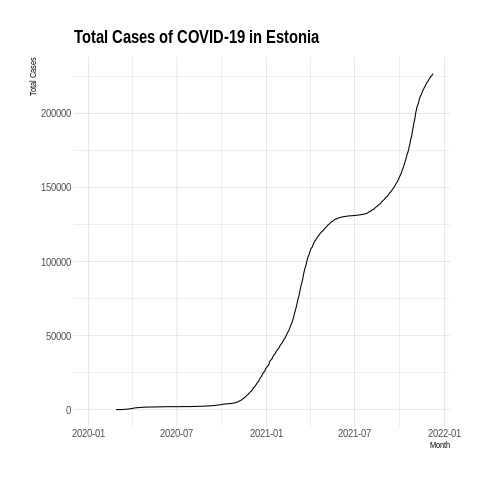 Total Cases of COVID-19 in Estonia
Total Cases
200000
150000
100000
50000
0
2020-01 2020-07 2021-01 2021-07 2022-01
Month